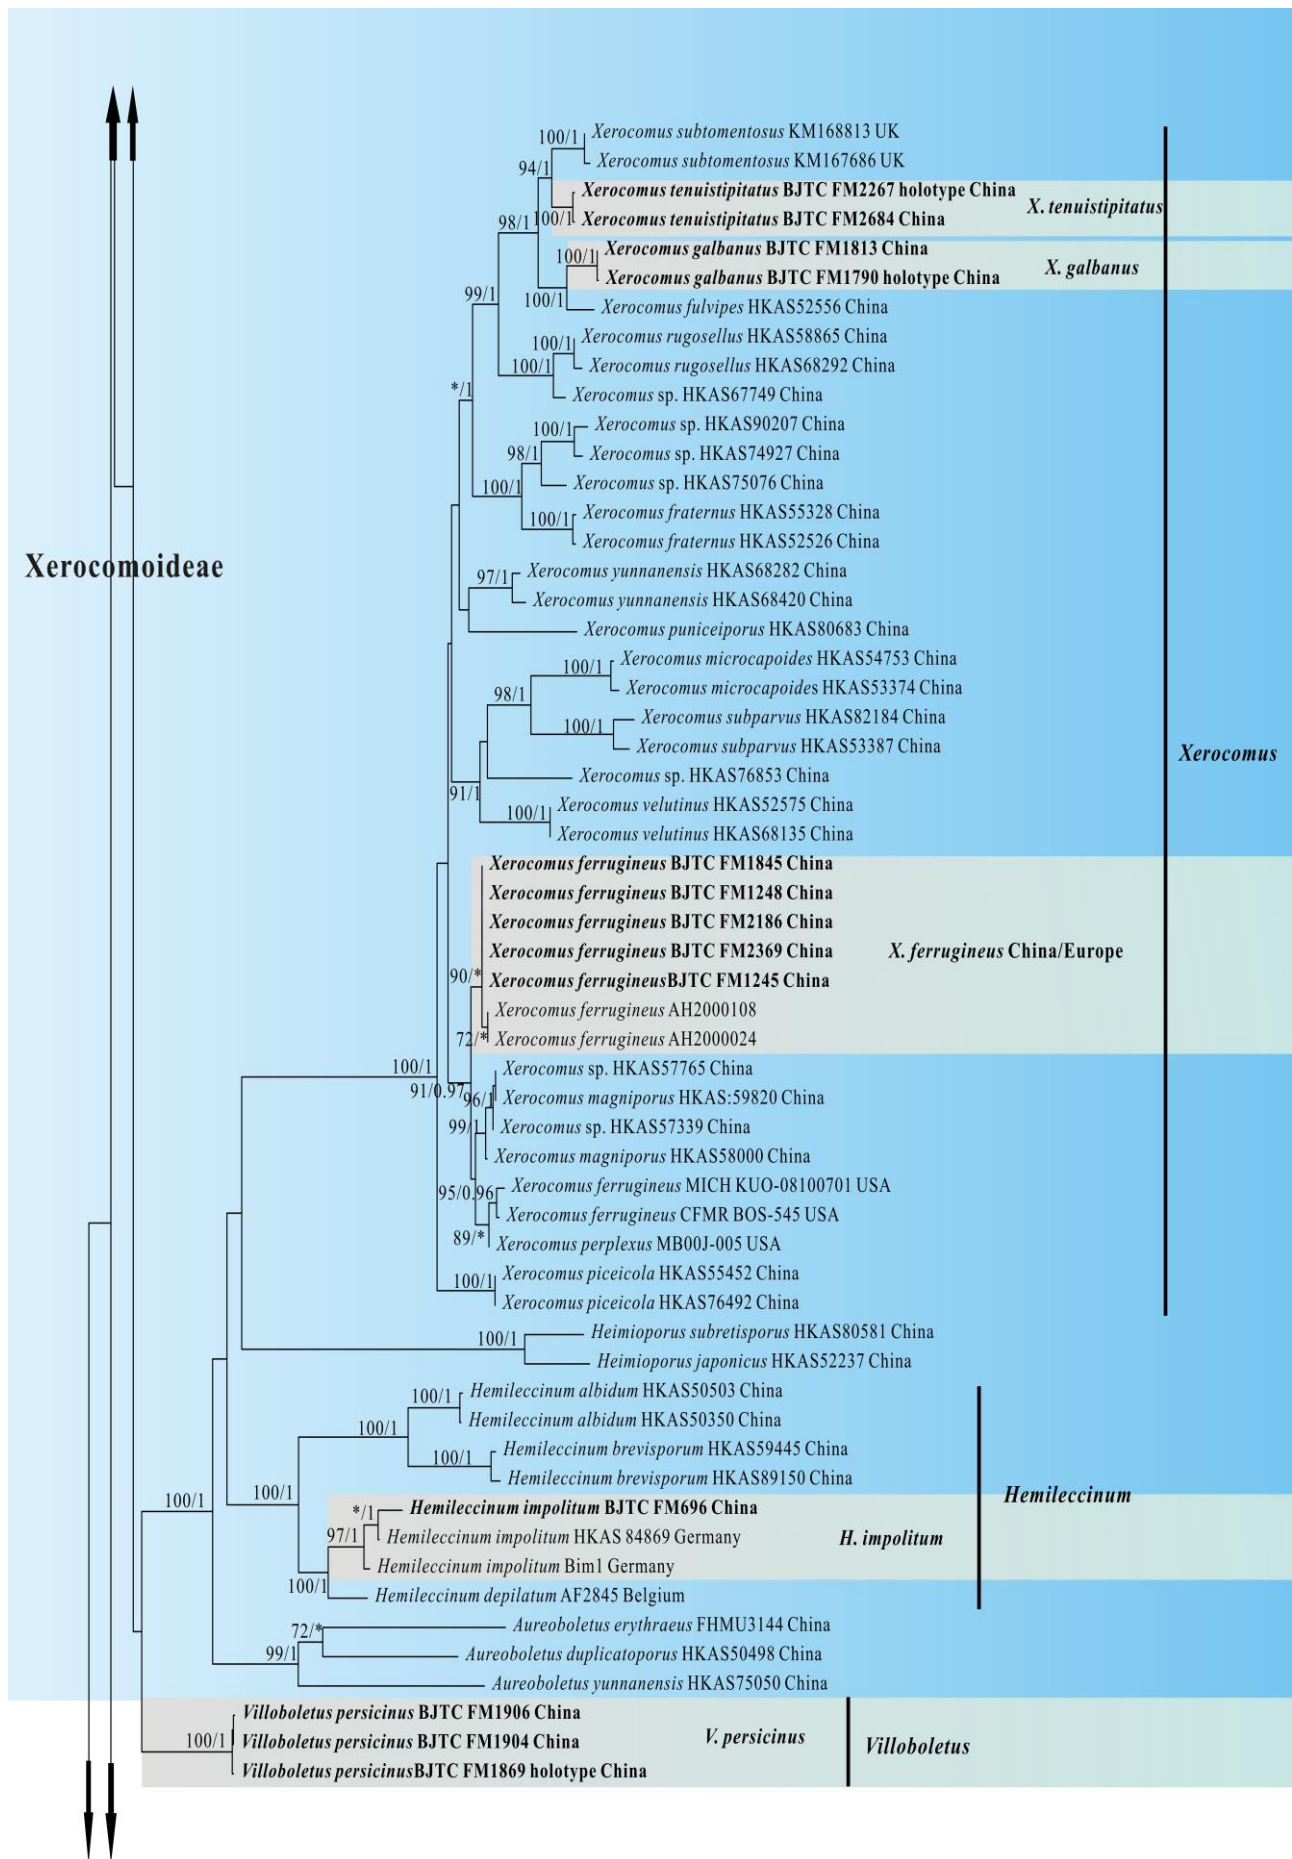 100/1 Xerocomus subtomentosus KM168813 UK
94/1 Xerocomus subtomentosus KM167686 UK
Xerocomus tenuistipitatus BJTC FM2267 holotype China
X. tenuistipitatus
100/1 Xerocomus tenuistipitatus BJTC FM2684 China
98/1
100/1 Xerocomus galbanus BJTC FM1813 China
X. galbanus
Xerocomus galbanus BJTC FM1790 holotype China
99/1
100/1 Xerocomus fulvipes HKAS52556 China
100/1 Xerocomus rugosellus HKAS58865 China
100/1 Xerocomus rugosellus HKAS68292 China
*/1
Xerocomus sp. HKAS67749 China
100/1 Xerocomus sp. HKAS90207 China
98/1 Xerocomus sp. HKAS74927 China
100/1 Xerocomus sp. HKAS75076 China
100/1 Xerocomus fraternus HKAS55328 China
Xerocomus fraternus HKAS52526 China
Xerocomoideae
97/1 Xerocomus yunnanensis HKAS68282 China
Xerocomus yunnanensis HKAS68420 China
Xerocomus puniceiporus HKAS80683 China
100/1 Xerocomus microcapoides HKAS54753 China
98/1 Xerocomus microcapoides HKAS53374 China
100/1 Xerocomus subparvus HKAS82184 China
Xerocomus subparvus HKAS53387 China
Xerocomus
Xerocomus sp. HKAS76853 China
91/1
100/1 Xerocomus velutinus HKAS52575 China
Xerocomus velutinus HKAS68135 China
Xerocomus ferrugineus BJTC FM1845 China
Xerocomus ferrugineus BJTC FM1248 China
Xerocomus ferrugineus BJTC FM2186 China
Xerocomus ferrugineus BJTC FM2369 China
X. ferrugineus China/Europe
90/* Xerocomus ferrugineusBJTC FM1245 China
Xerocomus ferrugineus AH2000108
72/* Xerocomus ferrugineus AH2000024
100/1
Xerocomus sp. HKAS57765 China
91/0.97
96/1 Xerocomus magniporus HKAS:59820 China
99/1 Xerocomus sp. HKAS57339 China
Xerocomus magniporus HKAS58000 China
95/0.96 Xerocomus ferrugineus MICH KUO-08100701 USA
Xerocomus ferrugineus CFMR BOS-545 USA
89/* Xerocomus perplexus MB00J-005 USA
100/1 Xerocomus piceicola HKAS55452 China
Xerocomus piceicola HKAS76492 China
100/1 Heimioporus subretisporus HKAS80581 China
Heimioporus japonicus HKAS52237 China
100/1 Hemileccinum albidum HKAS50503 China
100/1 Hemileccinum albidum HKAS50350 China
100/1 Hemileccinum brevisporum HKAS59445 China
Hemileccinum brevisporum HKAS89150 China
Hemileccinum
100/1
100/1
*/1 Hemileccinum impolitum BJTC FM696 China
97/1 Hemileccinum impolitum HKAS 84869 Germany
H. impolitum
Hemileccinum impolitum Bim1 Germany
100/1 Hemileccinum depilatum AF2845 Belgium
72/* Aureoboletus erythraeus FHMU3144 China
99/1 Aureoboletus duplicatoporus HKAS50498 China
Aureoboletus yunnanensis HKAS75050 China
Villoboletus persicinus BJTC FM1906 China
100/1 Villoboletus persicinus BJTC FM1904 China
V. persicinus
Villoboletus
Villoboletus persicinusBJTC FM1869 holotype China